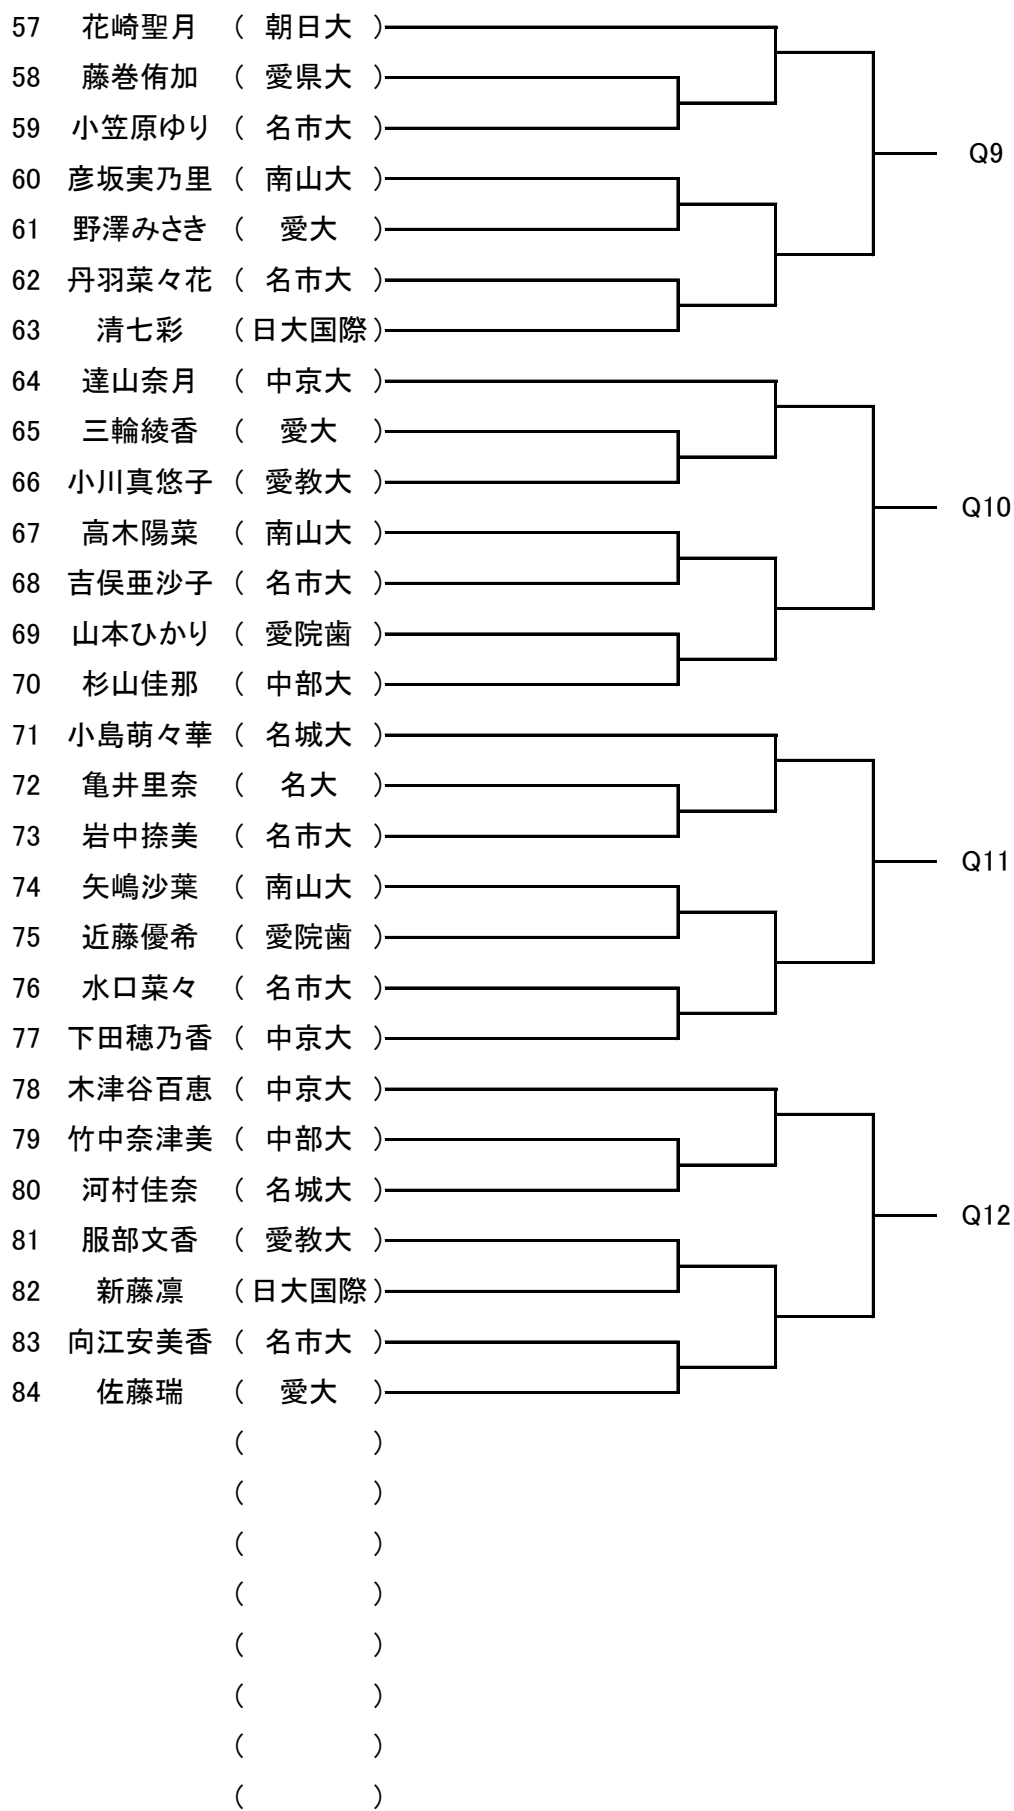 57 花崎聖月 ( 朝日大 )
58 藤巻侑加 ( 愛県大 )
59 小笠原ゆり ( 名市大 )
Q9
60 彦坂実乃里 ( 南山大 )
61 野澤みさき ( 愛大 )
62 丹羽菜々花 ( 名市大 )
63 清七彩 ( 日大国際 )
64 達山奈月 ( 中京大 )
65 三輪綾香 ( 愛大 )
66 小川真悠子 ( 愛教大 )
Q10
67 高木陽菜 ( 南山大 )
68 吉俣亜沙子 ( 名市大 )
69 山本ひかり ( 愛院歯 )
70 杉山佳那 ( 中部大 )
71 小島萌々華 ( 名城大 )
72 亀井里奈 ( 名大 )
73 岩中捺美 ( 名市大 )
Q11
74 矢嶋沙葉 ( 南山大 )
75 近藤優希 ( 愛院歯 )
76 水口菜々 ( 名市大 )
77 下田穂乃香 ( 中京大 )
78 木津谷百恵 ( 中京大 )
79 竹中奈津美 ( 中部大 )
80 河村佳奈 ( 名城大 )
Q12
81 服部文香 ( 愛教大 )
82 新藤凛 ( 日大国際 )
83 向江安美香 ( 名市大 )
84 佐藤瑞 ( 愛大 )
( )
( )
( )
( )
( )
( )
( )
( )